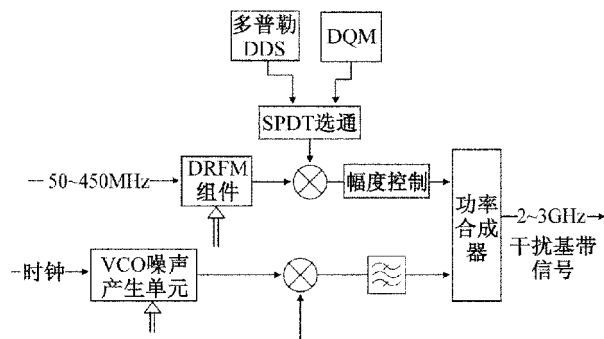 多普勒
DDS
DQM
SPDT选通
50~450MHz
DRFM
组件
幅度控制
功率
合成
器
2~3GHz
干扰基带
信号
时钟
VCO噪声
产生单元